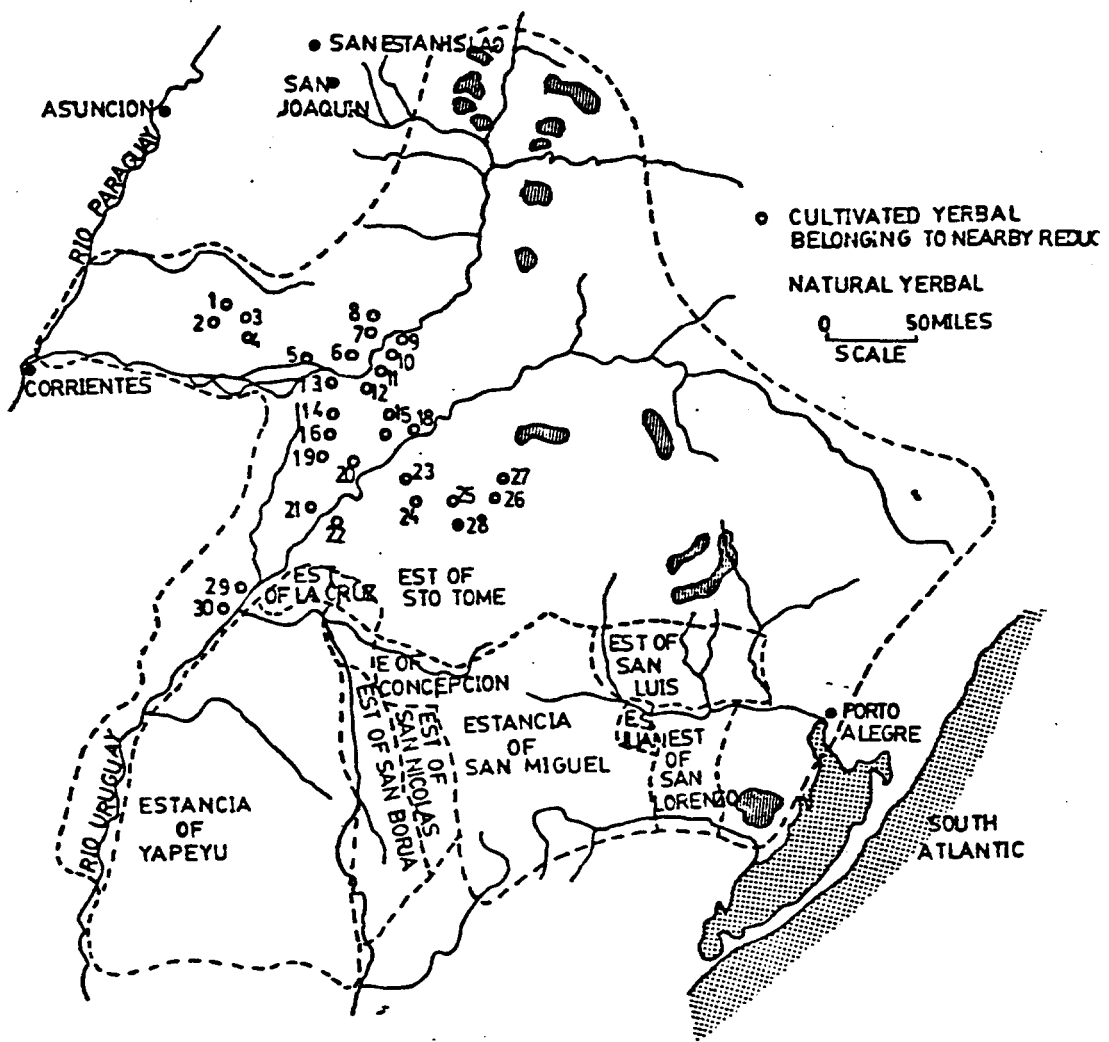 SAN ESTANISLAO
SAN
JOAQUIN
ASUNCION
RIO PARAGUAY
CULTIVATED YERBAL
BELONGING TO NEARBY REDUC
NATURAL YERBAL
0 50 MILES
SCALE
1
2
3
4
8
7
9
5
6
10
11
CORRIENTES
13
12
14
15
18
16
19
20
23
27
21
22
24
25
26
28
29
30
ES
OF LA CRUZ
EST OF
STO TOME
E OF
CONCEPCION
EST OF SAN BORJA
EST OF
SAN NICOLAS
ESTANCIA
OF
SAN MIGUEL
EST OF
SAN
LUIS
ES
EST
OF
SAN
LORENZO
PORTO
ALEGRE
RIO URUGUAY
ESTANCIA
OF
YAPEYU
SOUTH
ATLANTIC